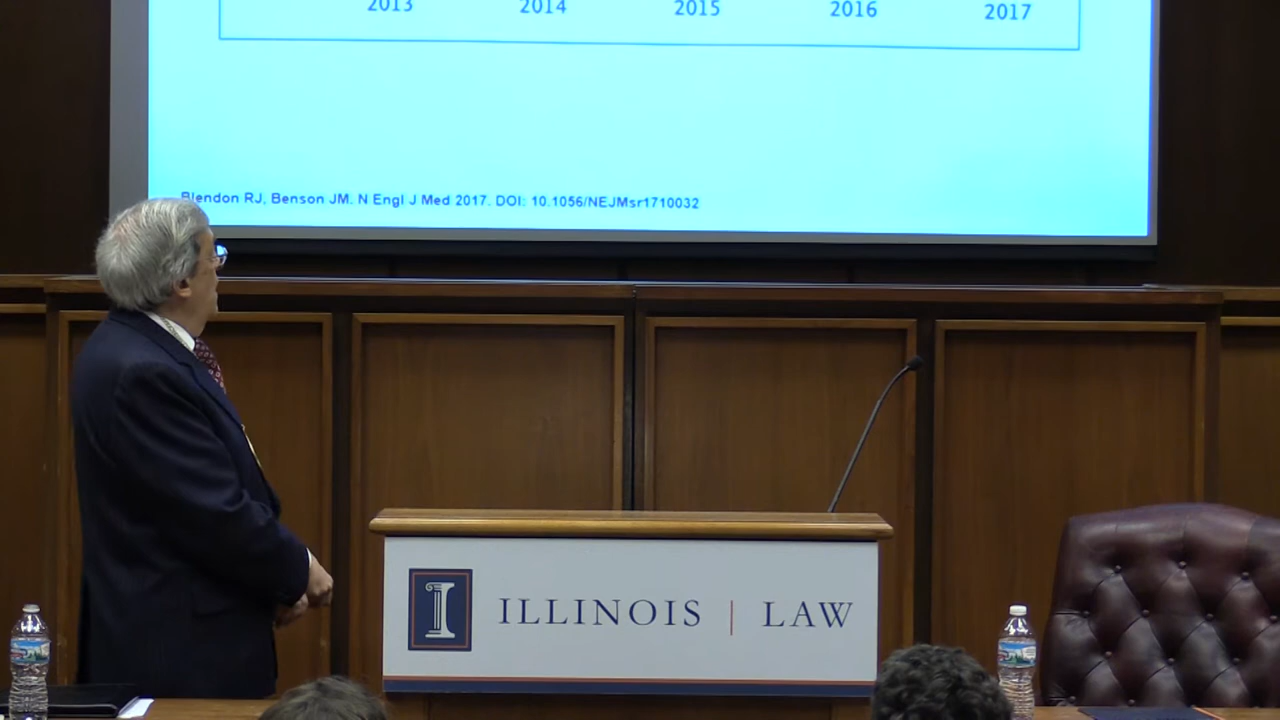 2013 2014 2015 2016 2017
Blendon RJ, Benson JM. N Engl J Med 2017. DOI: 10.1056/NEJMsr1710032
I ILLINOIS | LAW